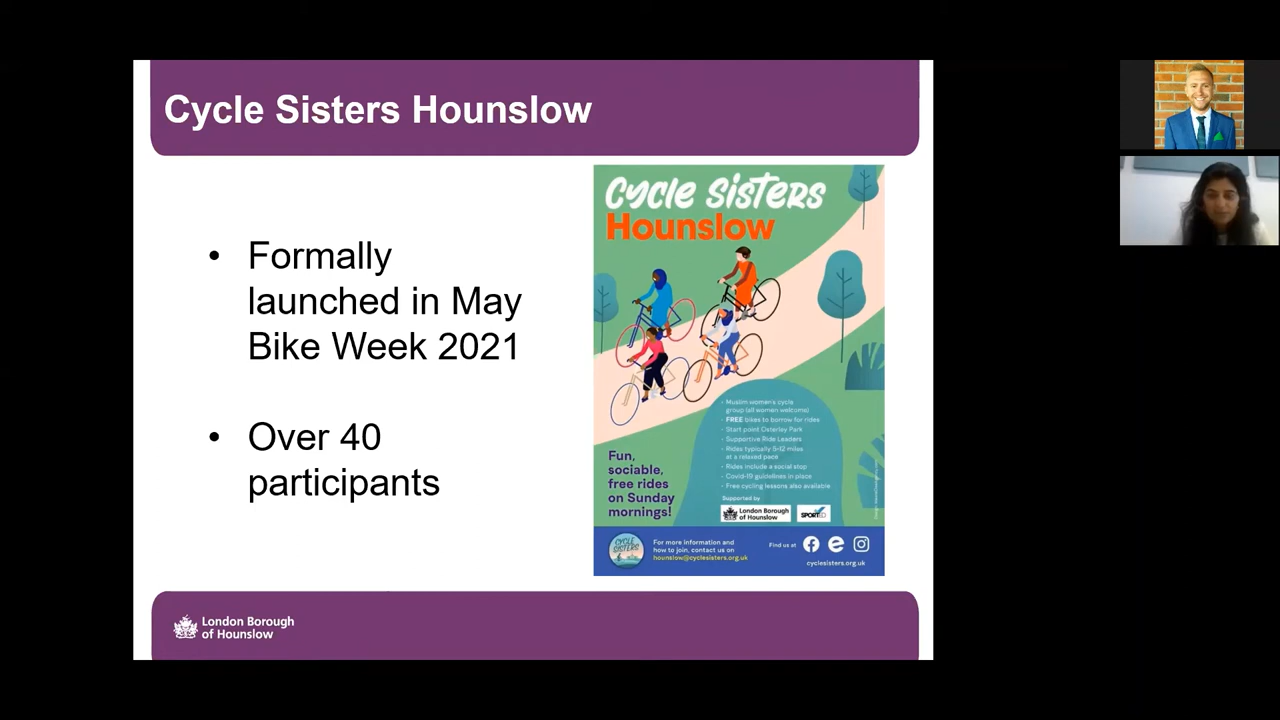 Cycle Sisters Hounslow
• Formally
launched in May
Bike Week 2021
• Over 40
participants
Cycle Sisters
Hounslow
• Muslim women's cycle
group (all women welcome)
• FREE bikes to borrow for rides
• Start point Osterley Park
• Supportive Ride Leaders
• Rides typically 5-12 miles
at a relaxed pace
• Rides include a social stop
• Covid-19 guidelines in place
• Free cycling lessons also available
Fun,
sociable,
free rides
on Sunday
mornings!
Supported by
London Borough
of Hounslow
CYCLE
SISTERS
For more information and
how to join, contact us on
hounslow@cyclesisters.org.uk
Find us at
cyclesisters.org.uk
London Borough
of Hounslow